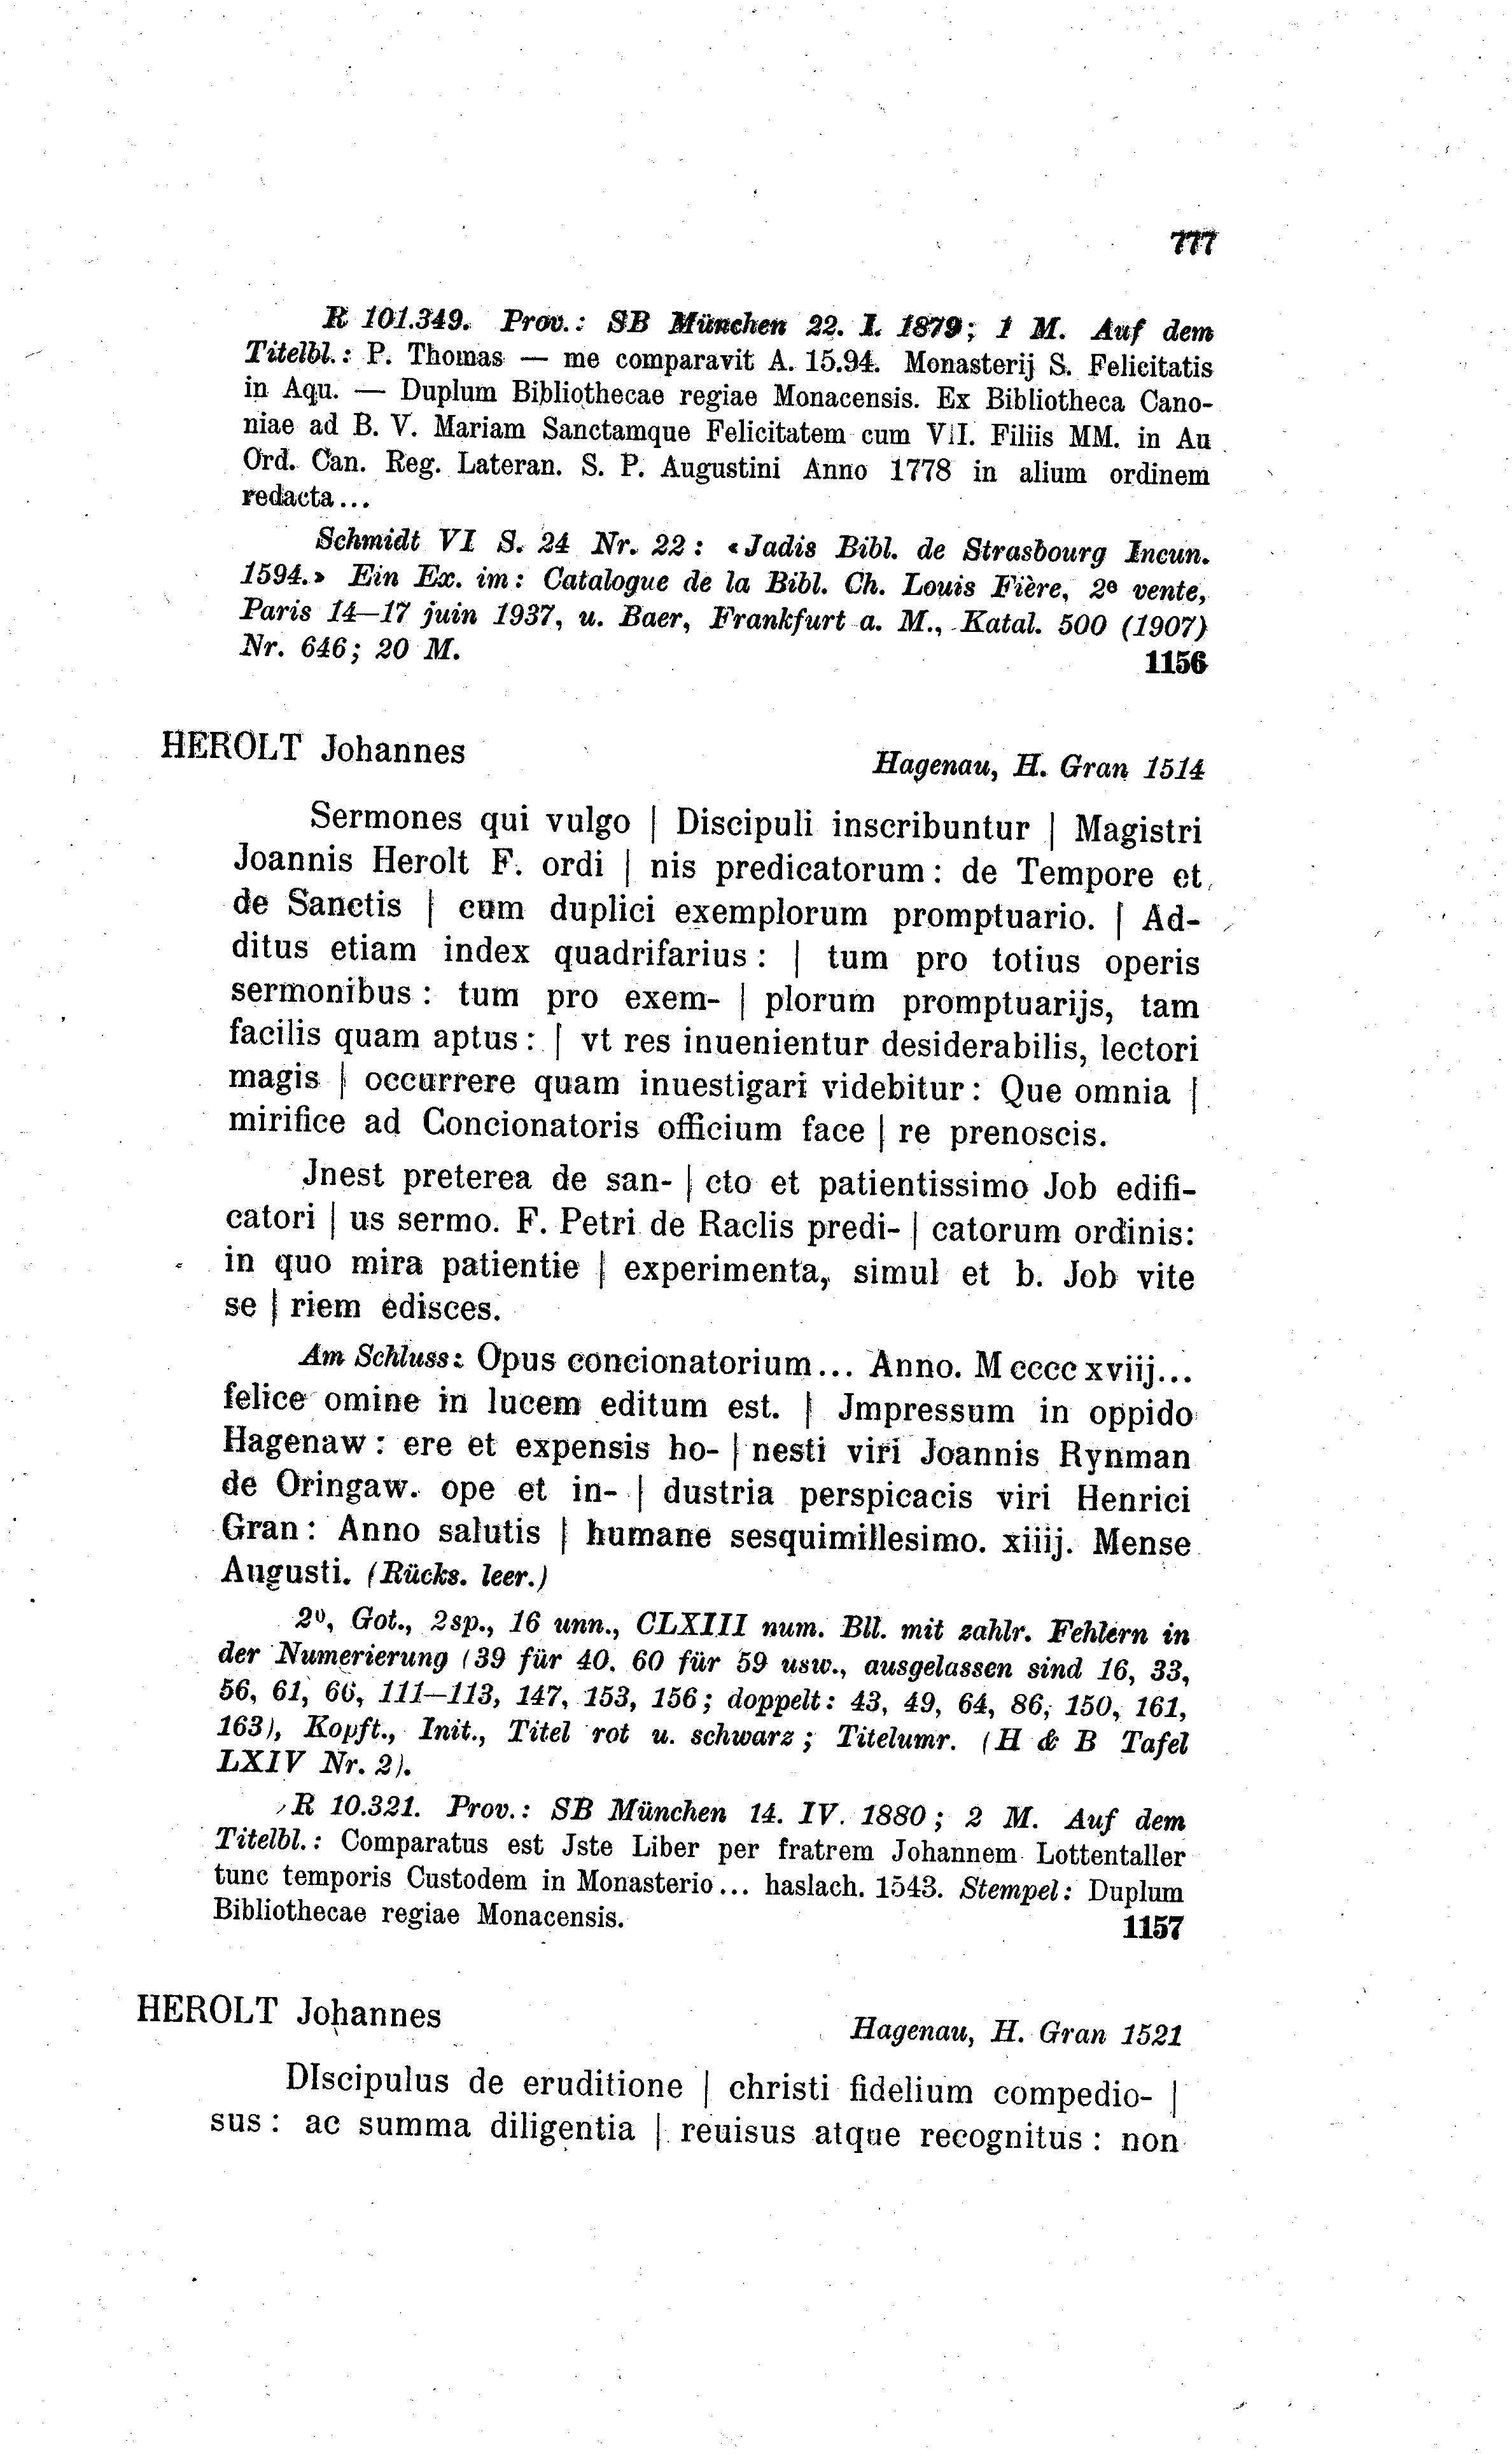 777
R 101.349. Prov.: SB München 22. I. 1879; 1 M. Auf dem
Titelbl.: P. Thomas — me comparavit A. 15.94. Monasterij S. Felicitatis
in Aqu. — Duplum Bibliothecae regiae Monacensis. Ex Bibliotheca Cano-
niae ad B. V. Mariam Sanctamque Felicitatem cum VII. Filiis MM. in Au
Ord. Can. Reg. Lateran. S. P. Augustini Anno 1778 in alium ordinem
redacta...
Schmidt VI S. 24 Nr. 22: «Jadis Bibl. de Strasbourg Incun.
1594.» Ein Ex. im: Catalogue de la Bibl. Ch. Louis Fière, 2e vente,
Paris 14—17 juin 1937, u. Baer, Frankfurt a. M., Katal. 500 (1907)
Nr. 646; 20 M.
1156
HEROLT Johannes
Hagenau, H. Gran 1514
Sermones qui vulgo | Discipuli inscribuntur | Magistri
Joannis Herolt F. ordi | nis predicatorum: de Tempore et
de Sanctis | cum duplici exemplorum promptuario. | Ad-
ditus etiam index quadrifarius: | tum pro totius operis
sermonibus: tum pro exem- | plorum promptuarijs, tam
facilis quam aptus: | vt res inuenientur desiderabilis, lectori
magis | occurrere quam inuestigari videbitur: Que omnia |
mirifice ad Concionatoris officium face | re prenoscis.
Jnest preterea de san- | cto et patientissimo Job edifi-
catori | us sermo. F. Petri de Raclis predi- | catorum ordinis:
in quo mira patientie | experimenta, simul et b. Job vite
se | riem edisces.
Am Schluss: Opus concionatorium... Anno. M cccc xviij...
felice omine in lucem editum est. | Jmpressum in oppido
Hagenaw: ere et expensis ho- | nesti viri Joannis Rynman
de Oringaw. ope et in- | dustria perspicacis viri Henrici
Gran: Anno salutis | humane sesquimillesimo. xiiij. Mense
Augusti. (Rücks. leer.)
2º, Got., 2sp., 16 unn., CLXIII num. Bll. mit zahlr. Fehlern in
der Numerierung (39 für 40. 60 für 59 usw., ausgelassen sind 16, 33,
56, 61, 66, 111—113, 147, 153, 156; doppelt: 43, 49, 64, 86, 150, 161,
163), Kopft., Init., Titel rot u. schwarz; Titelumr. (H & B Tafel
LXIV Nr. 2).
R 10.321. Prov.: SB München 14. IV. 1880; 2 M. Auf dem
Titelbl.: Comparatus est Jste Liber per fratrem Johannem Lottentaller
tunc temporis Custodem in Monasterio... haslach. 1543. Stempel: Duplum
Bibliothecae regiae Monacensis.
1157
HEROLT Johannes
Hagenau, H. Gran 1521
DIscipulus de eruditione | christi fidelium compedio- |
sus: ac summa diligentia | reuisus atque recognitus: non